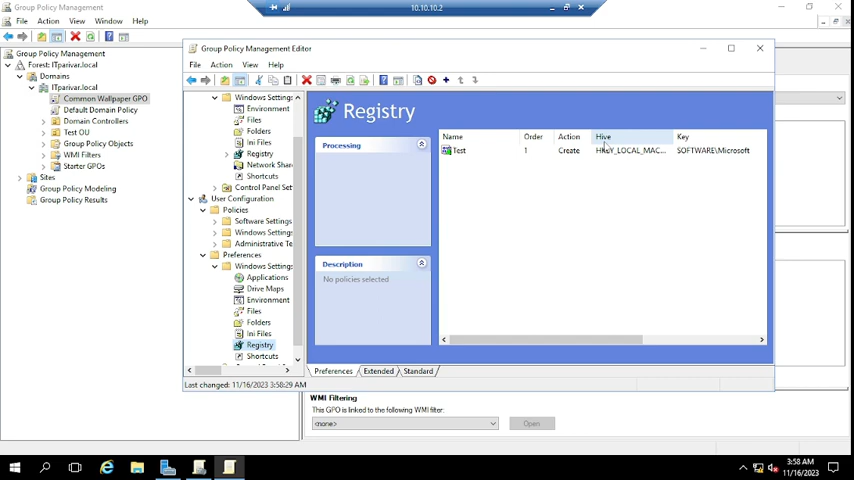 Group Policy Management
10.10.10.2
File Action View Window Help
Group Policy Management
Forest: ITparivar.local
Domains
ITparivar.local
Common Wallpaper GPO
Default Domain Policy
Domain Controllers
Test OU
Group Policy Objects
WMI Filters
Starter GPOs
Sites
Group Policy Modeling
Group Policy Results
Group Policy Management Editor
File Action View Help
Windows Settings
Environment
Files
Folders
Ini Files
Registry
Network Shar
Shortcuts
Control Panel Set
User Configuration
Policies
Software Settings
Windows Settings
Administrative Te
Preferences
Windows Settings
Applications
Drive Maps
Environment
Files
Folders
Ini Files
Registry
Shortcuts
Registry
Processing
Description
No policies selected
Name Order Action Hive Key
Test 1 Create HKEY_LOCAL_MAC... SOFTWARE\Microsoft
Preferences Extended Standard
Last changed: 11/16/2023 3:58:29 AM
WMI Filtering
This GPO is linked to the following WMI filter:
<none> Open
3:58 AM
11/16/2023